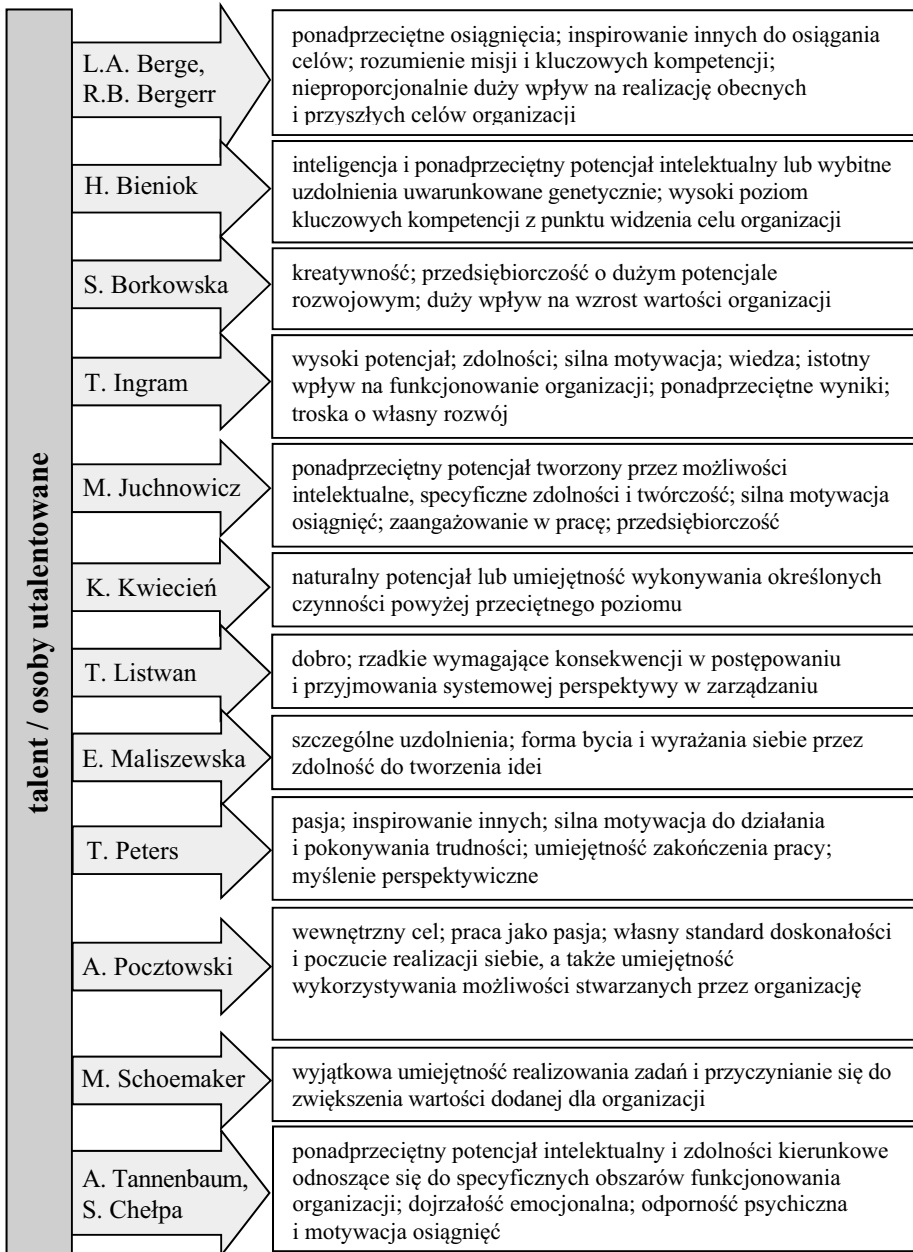 talent / osoby utalentowane
L.A. Berge,
R.B. Bergerr
ponadprzeciętne osiągnięcia; inspirowanie innych do osiągania
celów; rozumienie misji i kluczowych kompetencji;
nieproporcjonalnie duży wpływ na realizację obecnych
i przyszłych celów organizacji
H. Bieniok
inteligencja i ponadprzeciętny potencjał intelektualny lub wybitne
uzdolnienia uwarunkowane genetycznie; wysoki poziom
kluczowych kompetencji z punktu widzenia celu organizacji
S. Borkowska
kreatywność; przedsiębiorczość o dużym potencjale
rozwojowym; duży wpływ na wzrost wartości organizacji
T. Ingram
wysoki potencjał; zdolności; silna motywacja; wiedza; istotny
wpływ na funkcjonowanie organizacji; ponadprzeciętne wyniki;
troska o własny rozwój
M. Juchnowicz
ponadprzeciętny potencjał tworzony przez możliwości
intelektualne, specyficzne zdolności i twórczość; silna motywacja
osiągnięć; zaangażowanie w pracę; przedsiębiorczość
K. Kwiecień
naturalny potencjał lub umiejętność wykonywania określonych
czynności powyżej przeciętnego poziomu
T. Listwan
dobro; rzadkie wymagające konsekwencji w postępowaniu
i przyjmowania systemowej perspektywy w zarządzaniu
E. Maliszewska
szczególne uzdolnienia; forma bycia i wyrażania siebie przez
zdolność do tworzenia idei
T. Peters
pasja; inspirowanie innych; silna motywacja do działania
i pokonywania trudności; umiejętność zakończenia pracy;
myślenie perspektywiczne
A. Pocztowski
wewnętrzny cel; praca jako pasja; własny standard doskonałości
i poczucie realizacji siebie, a także umiejętność
wykorzystywania możliwości stwarzanych przez organizację
M. Schoemaker
wyjątkowa umiejętność realizowania zadań i przyczynianie się do
zwiększenia wartości dodanej dla organizacji
A. Tannenbaum,
S. Chełpa
ponadprzeciętny potencjał intelektualny i zdolności kierunkowe
odnoszące się do specyficznych obszarów funkcjonowania
organizacji; dojrzałość emocjonalna; odporność psychiczna
i motywacja osiągnięć